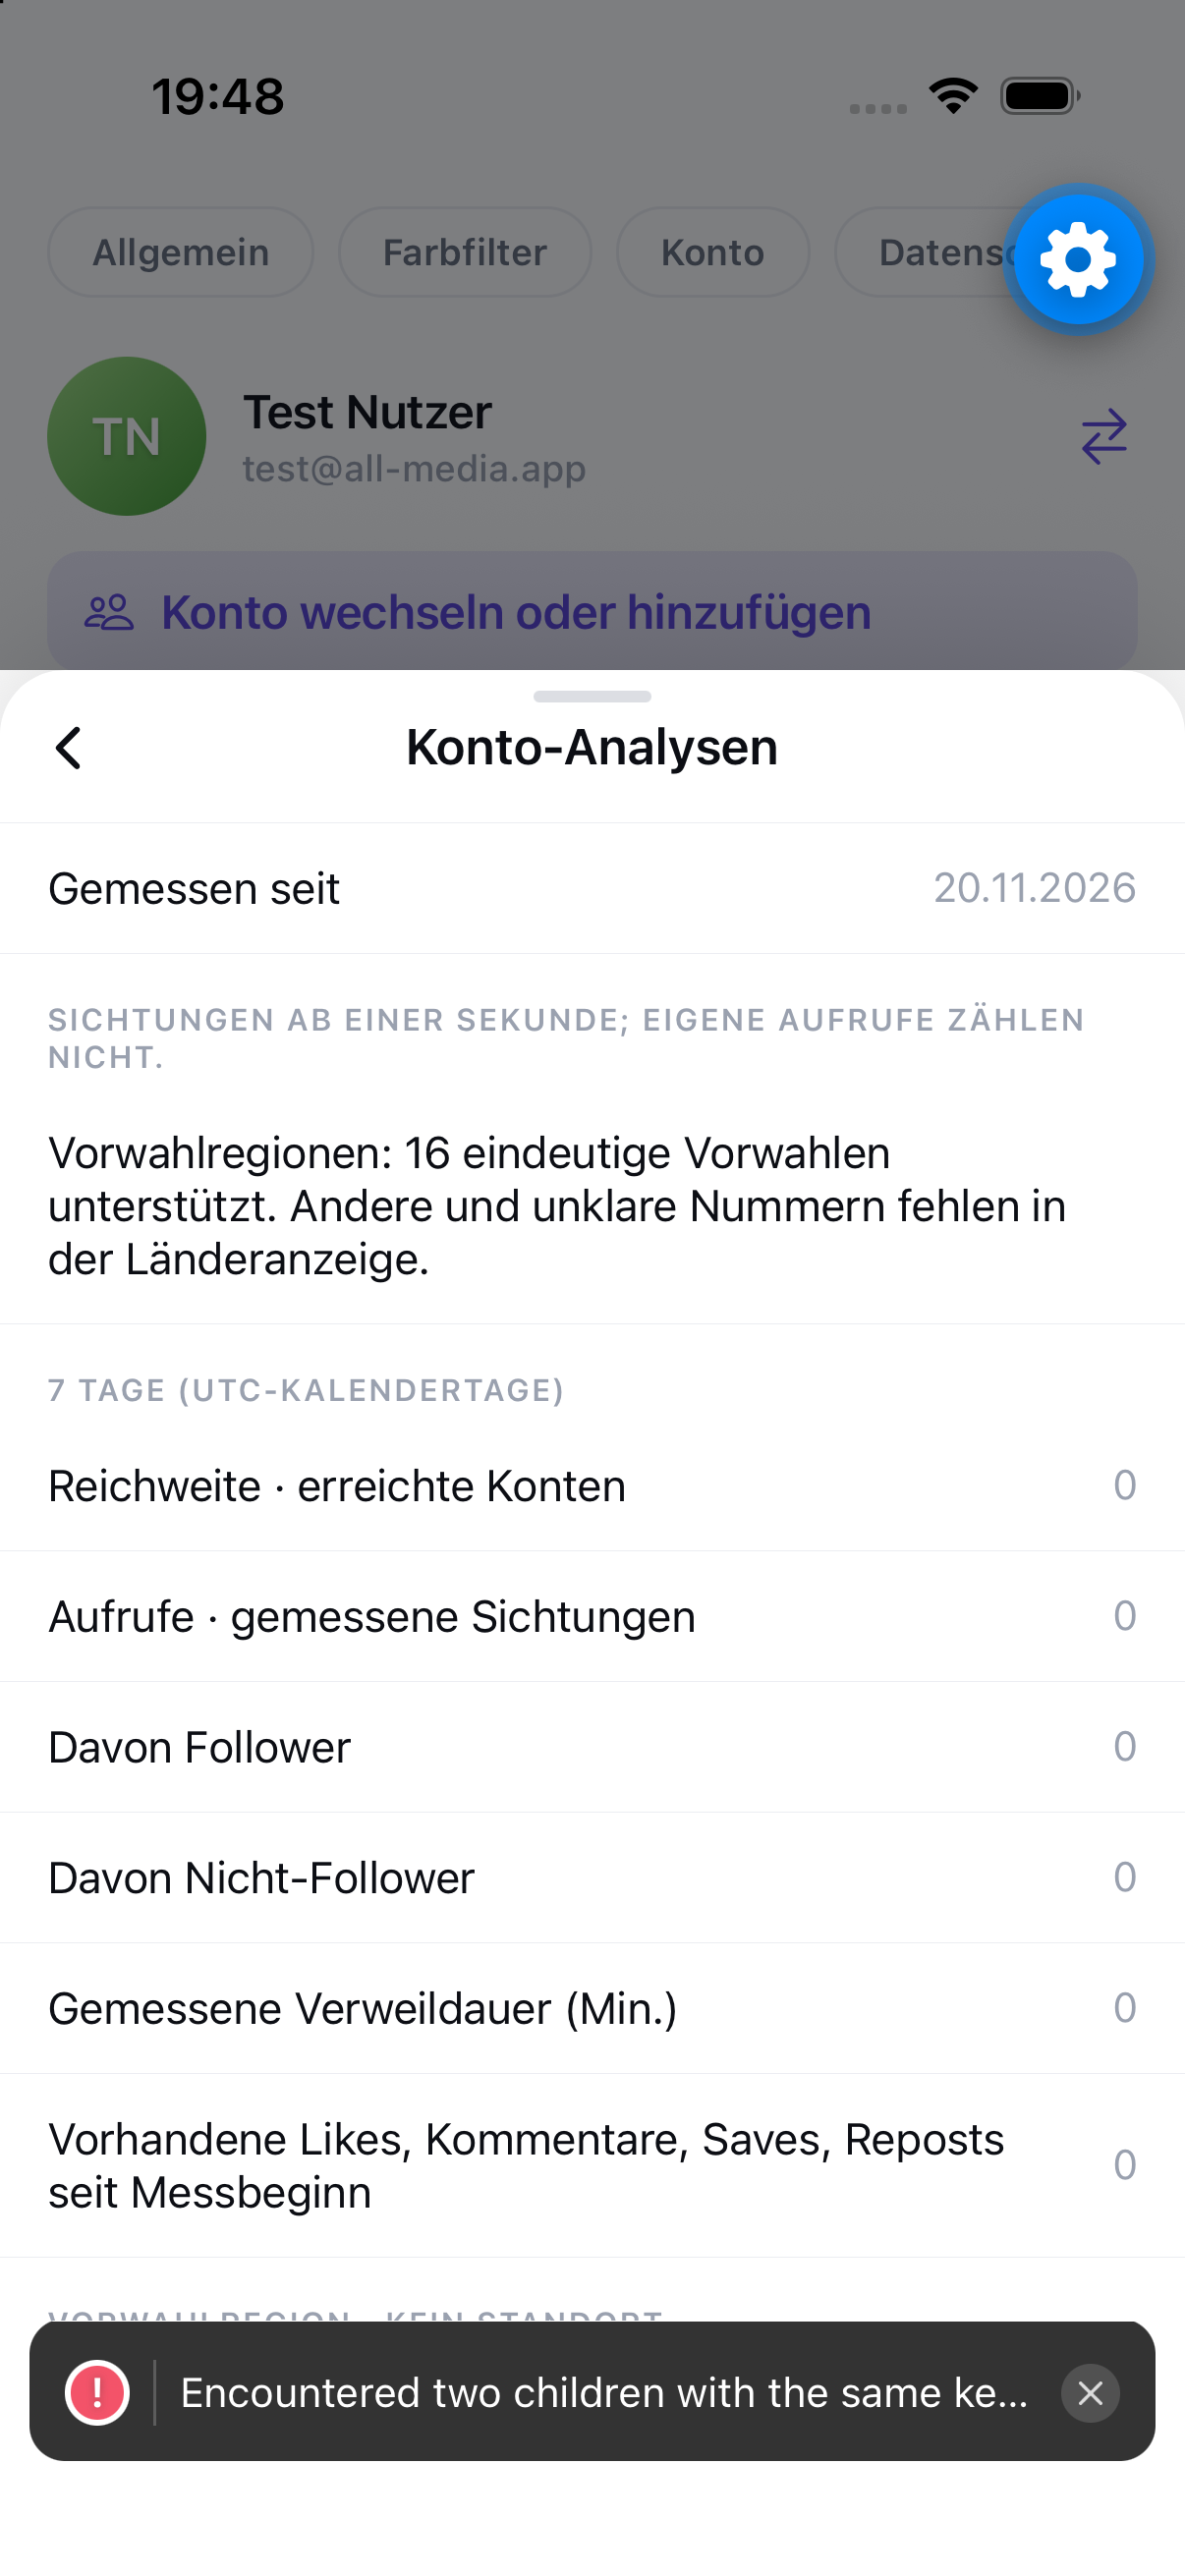 19:48
Allgemein
Farbfilter
Konto
TN
Test Nutzer
test@all-media.app
Konto wechseln oder hinzufügen
Konto-Analysen
Gemessen seit
20.11.2026
SICHTUNGEN AB EINER SEKUNDE; EIGENE AUFRUFE ZÄHLEN
NICHT.
Vorwahlregionen: 16 eindeutige Vorwahlen
unterstützt. Andere und unklare Nummern fehlen in
der Länderanzeige.
7 TAGE (UTC-KALENDERTAGE)
Reichweite · erreichte Konten
0
Aufrufe · gemessene Sichtungen
0
Davon Follower
0
Davon Nicht-Follower
0
Gemessene Verweildauer (Min.)
0
Vorhandene Likes, Kommentare, Saves, Reposts
seit Messbeginn
0
VORWAHLREGION KEIN STANDORT
! Encountered two children with the same ke...